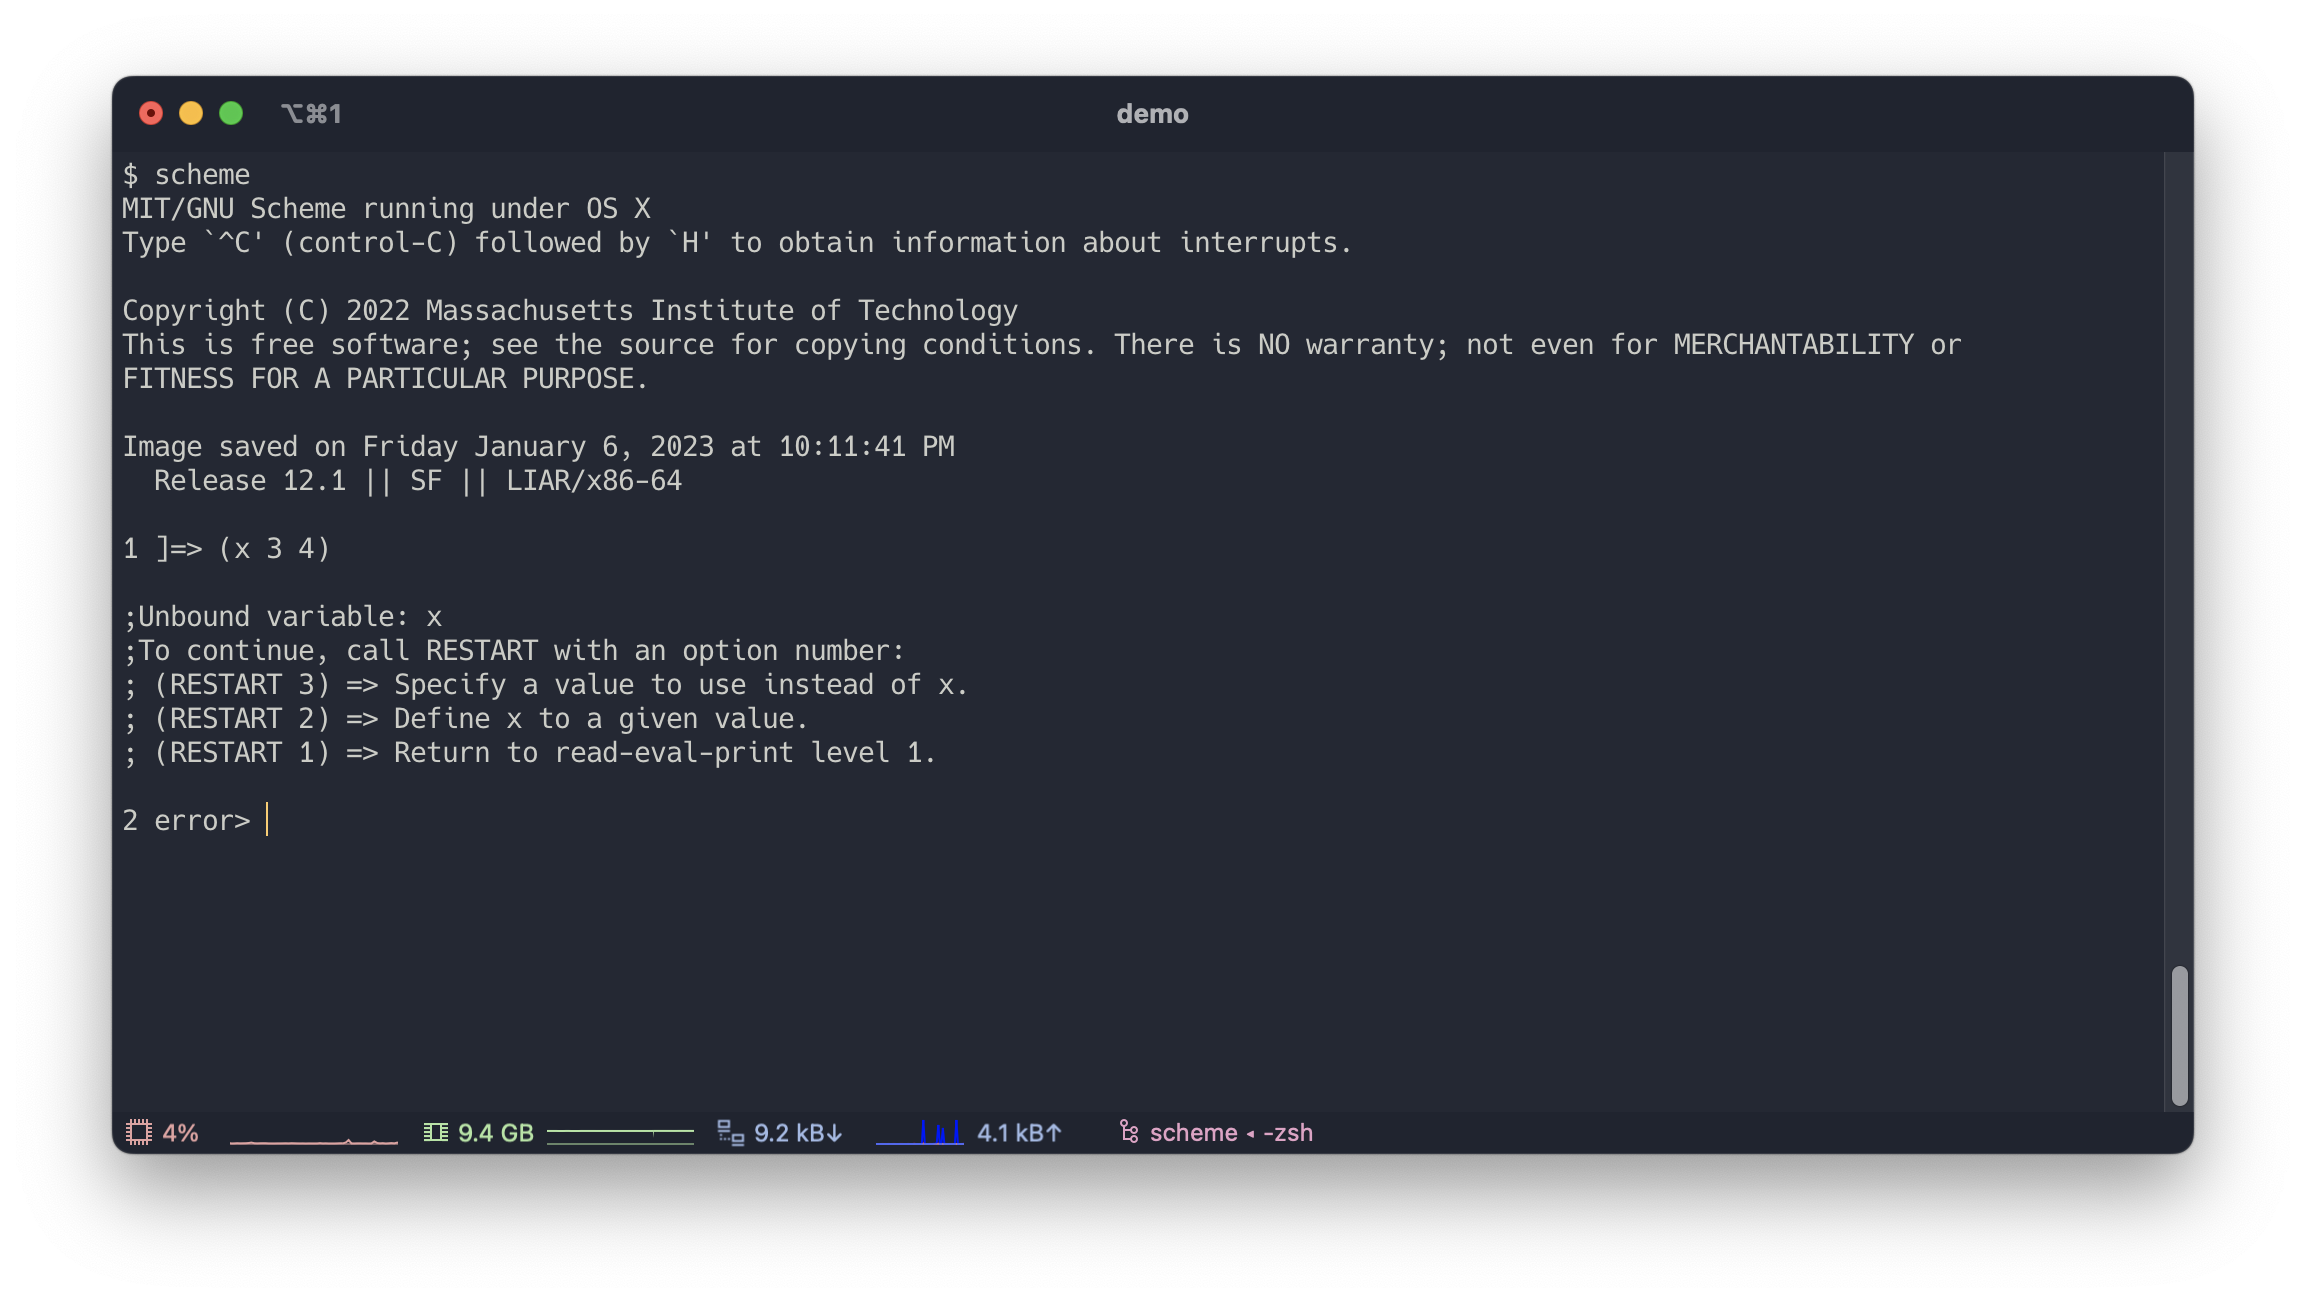 ⌥⌘1 demo
$ scheme
MIT/GNU Scheme running under OS X
Type `^C' (control-C) followed by `H' to obtain information about interrupts.
Copyright (C) 2022 Massachusetts Institute of Technology
This is free software; see the source for copying conditions. There is NO warranty; not even for MERCHANTABILITY or
FITNESS FOR A PARTICULAR PURPOSE.
Image saved on Friday January 6, 2023 at 10:11:41 PM
  Release 12.1 || SF || LIAR/x86-64
1 ]=> (x 3 4)
;Unbound variable: x
;To continue, call RESTART with an option number:
; (RESTART 3) => Specify a value to use instead of x.
; (RESTART 2) => Define x to a given value.
; (RESTART 1) => Return to read-eval-print level 1.
2 error>
4% 9.4 GB 9.2 kB↓ 4.1 kB↑ scheme ◂ -zsh